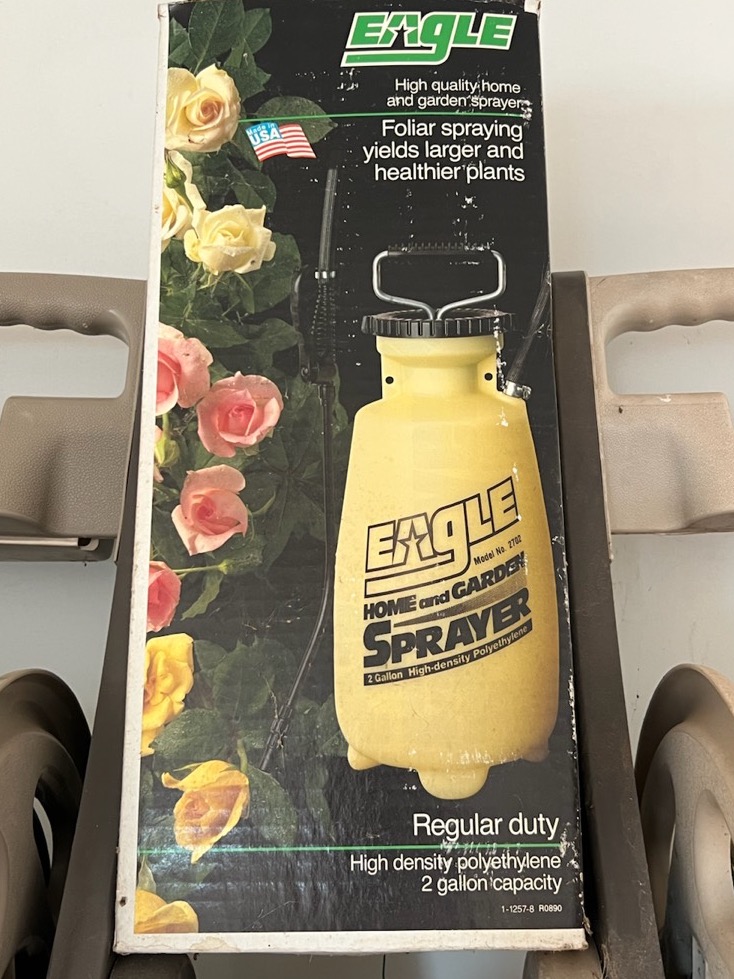 EAGLE
High quality home
and garden sprayer
Made in
USA
Foliar spraying
yields larger and
healthier plants
EAGLE
Model No. 2702
HOME and GARDEN
SPRAYER
2 Gallon High-density Polyethylene
Regular duty
High density polyethylene
2 gallon capacity
1-1257-8 R0890